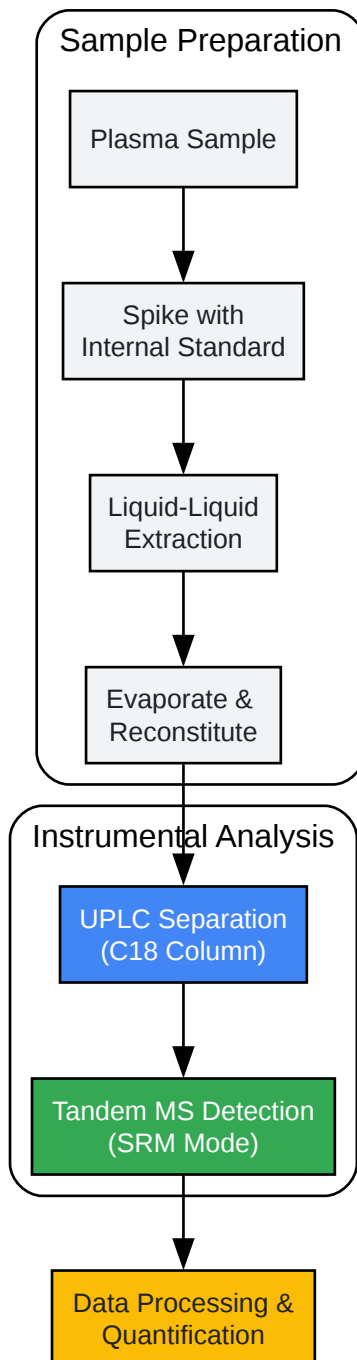 Sample Preparation
Plasma Sample
Spike with
Internal Standard
Liquid-Liquid
Extraction
Evaporate &
Reconstitute
Instrumental Analysis
UPLC Separation
(C18 Column)
Tandem MS Detection
(SRM Mode)
Data Processing &
Quantification